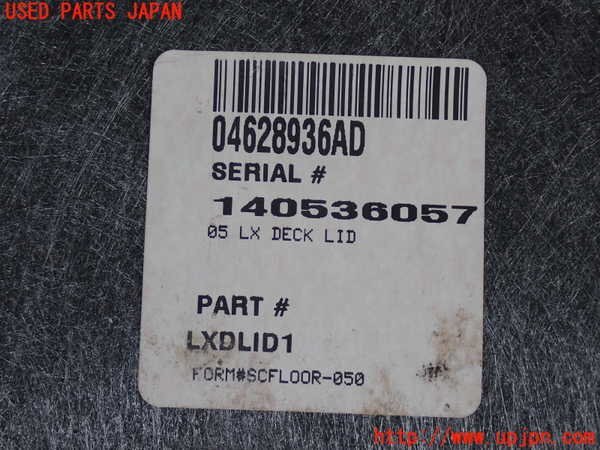 USED PARTS JAPAN
04628936AD
SERIAL #
140536057
05 LX DECK LID
PART #
LXDLID1
FORM#SCFLOOR-050
http://www.upjpn.com/